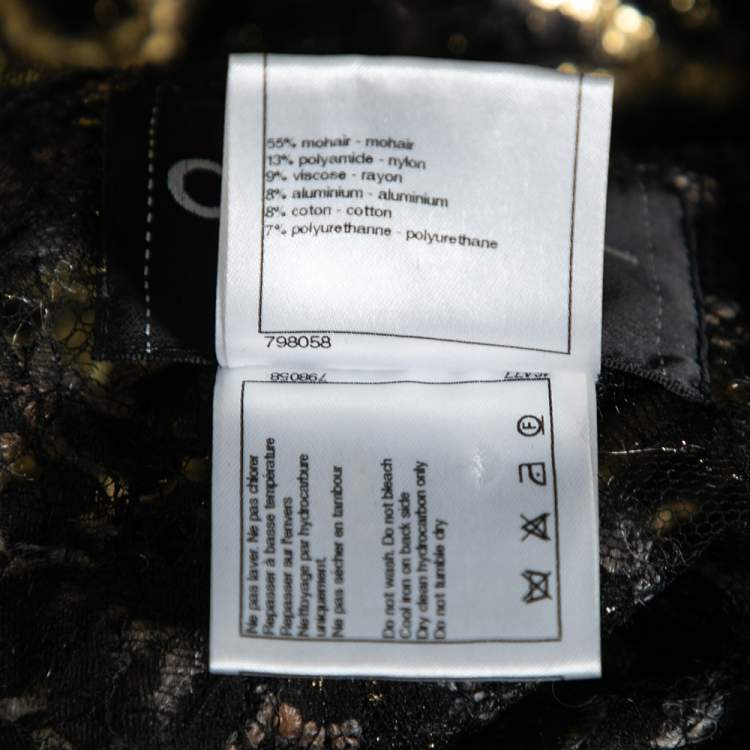 55% mohair - mohair
13% polyamide - nylon
9% viscose - rayon
8% aluminium - aluminium
8% coton - cotton
7% polyurethanne - polyurethane
798058
798058
Ne pas laver. Ne pas chlorer
Repasser à basse température
Repasser sur l'envers
Nettoyage par hydrocarbure
uniquement.
Ne pas sécher en tambour
Do not wash. Do not bleach
Cool iron on back side
Dry clean hydrocarbon only
Do not tumble dry
F